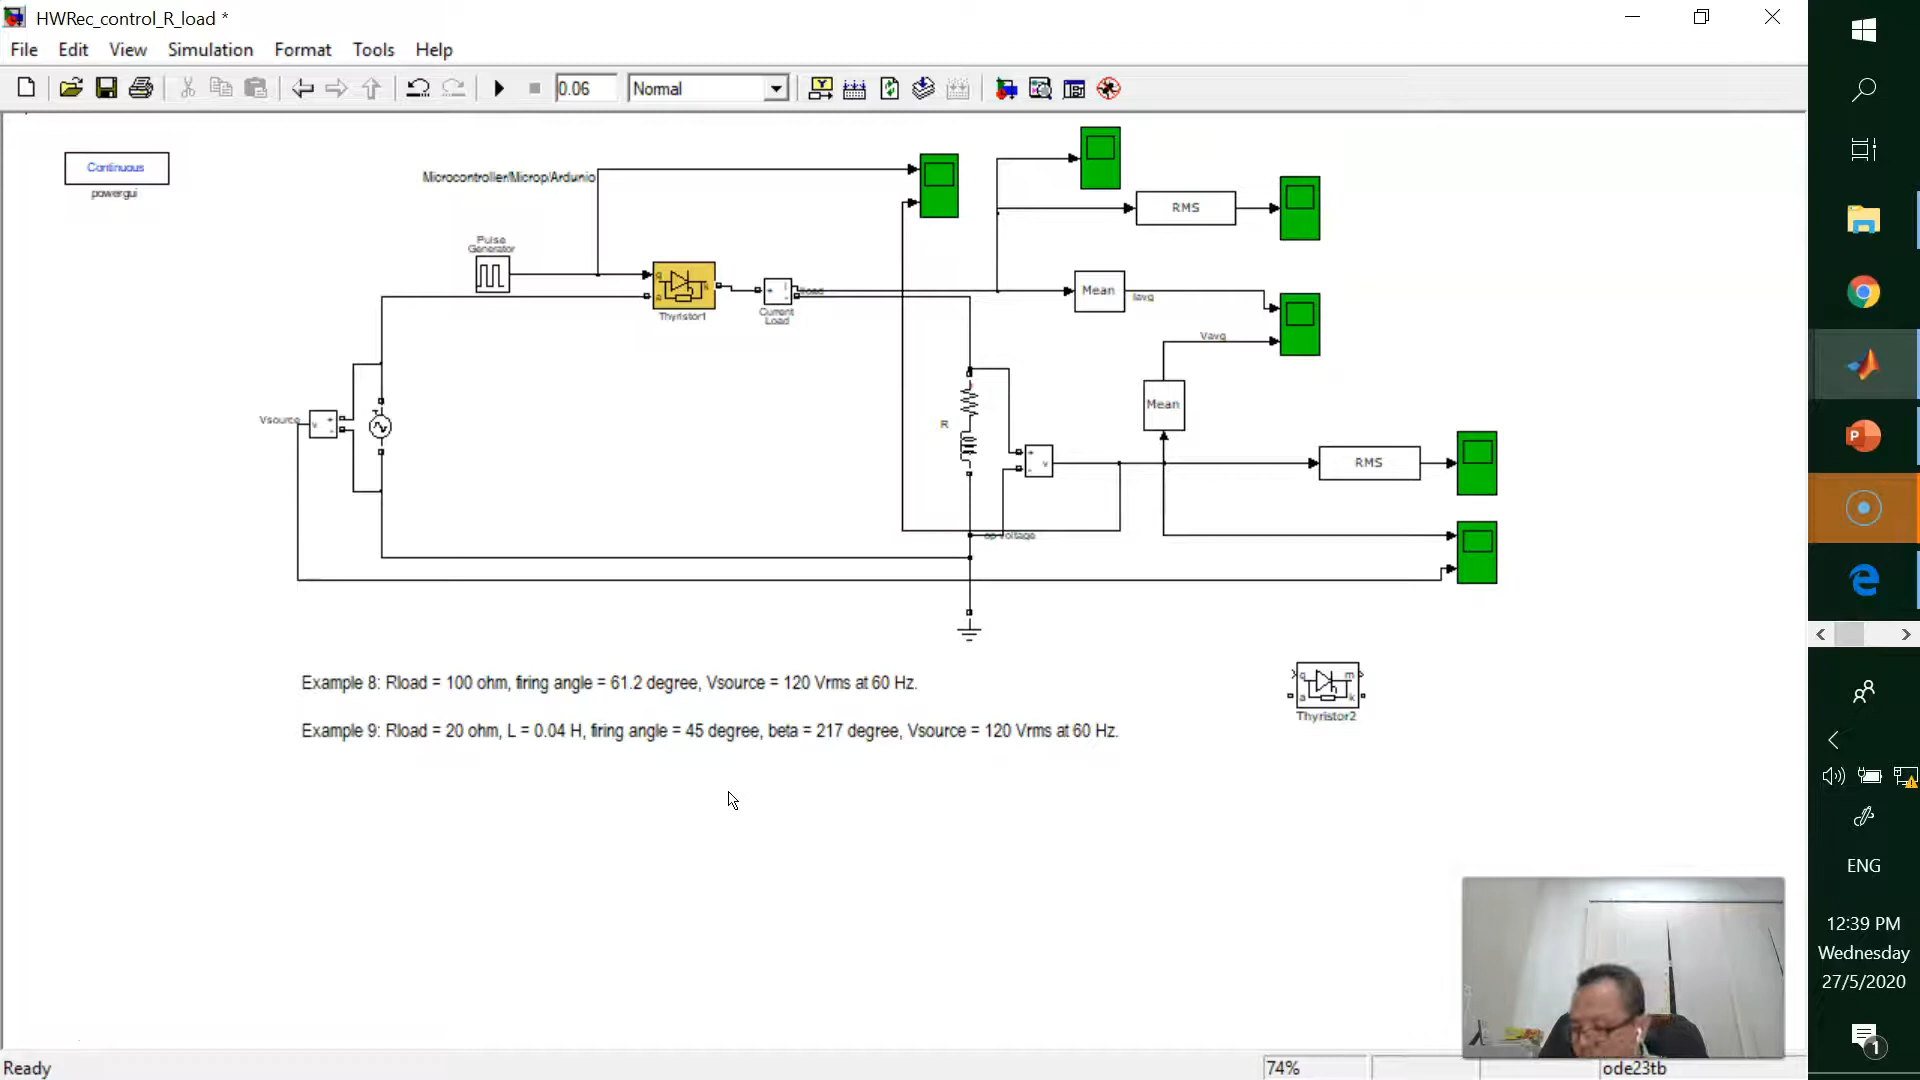 HWRec_control_R_load *
File Edit View Simulation Format Tools Help
0.06 Normal
Continuous
powergui
Microcontroller/Microp/Ardunio
Pulse
Generator
RMS
Thyristor1
Current
Load
Mean
Iavg
Vavg
Vsource
R
Mean
RMS
op voltage
Example 8: Rload = 100 ohm, firing angle = 61.2 degree, Vsource = 120 Vrms at 60 Hz.
Example 9: Rload = 20 ohm, L = 0.04 H, firing angle = 45 degree, beta = 217 degree, Vsource = 120 Vrms at 60 Hz.
Thyristor2
ENG
12:39 PM
Wednesday
27/5/2020
1
Ready
74%
ode23tb